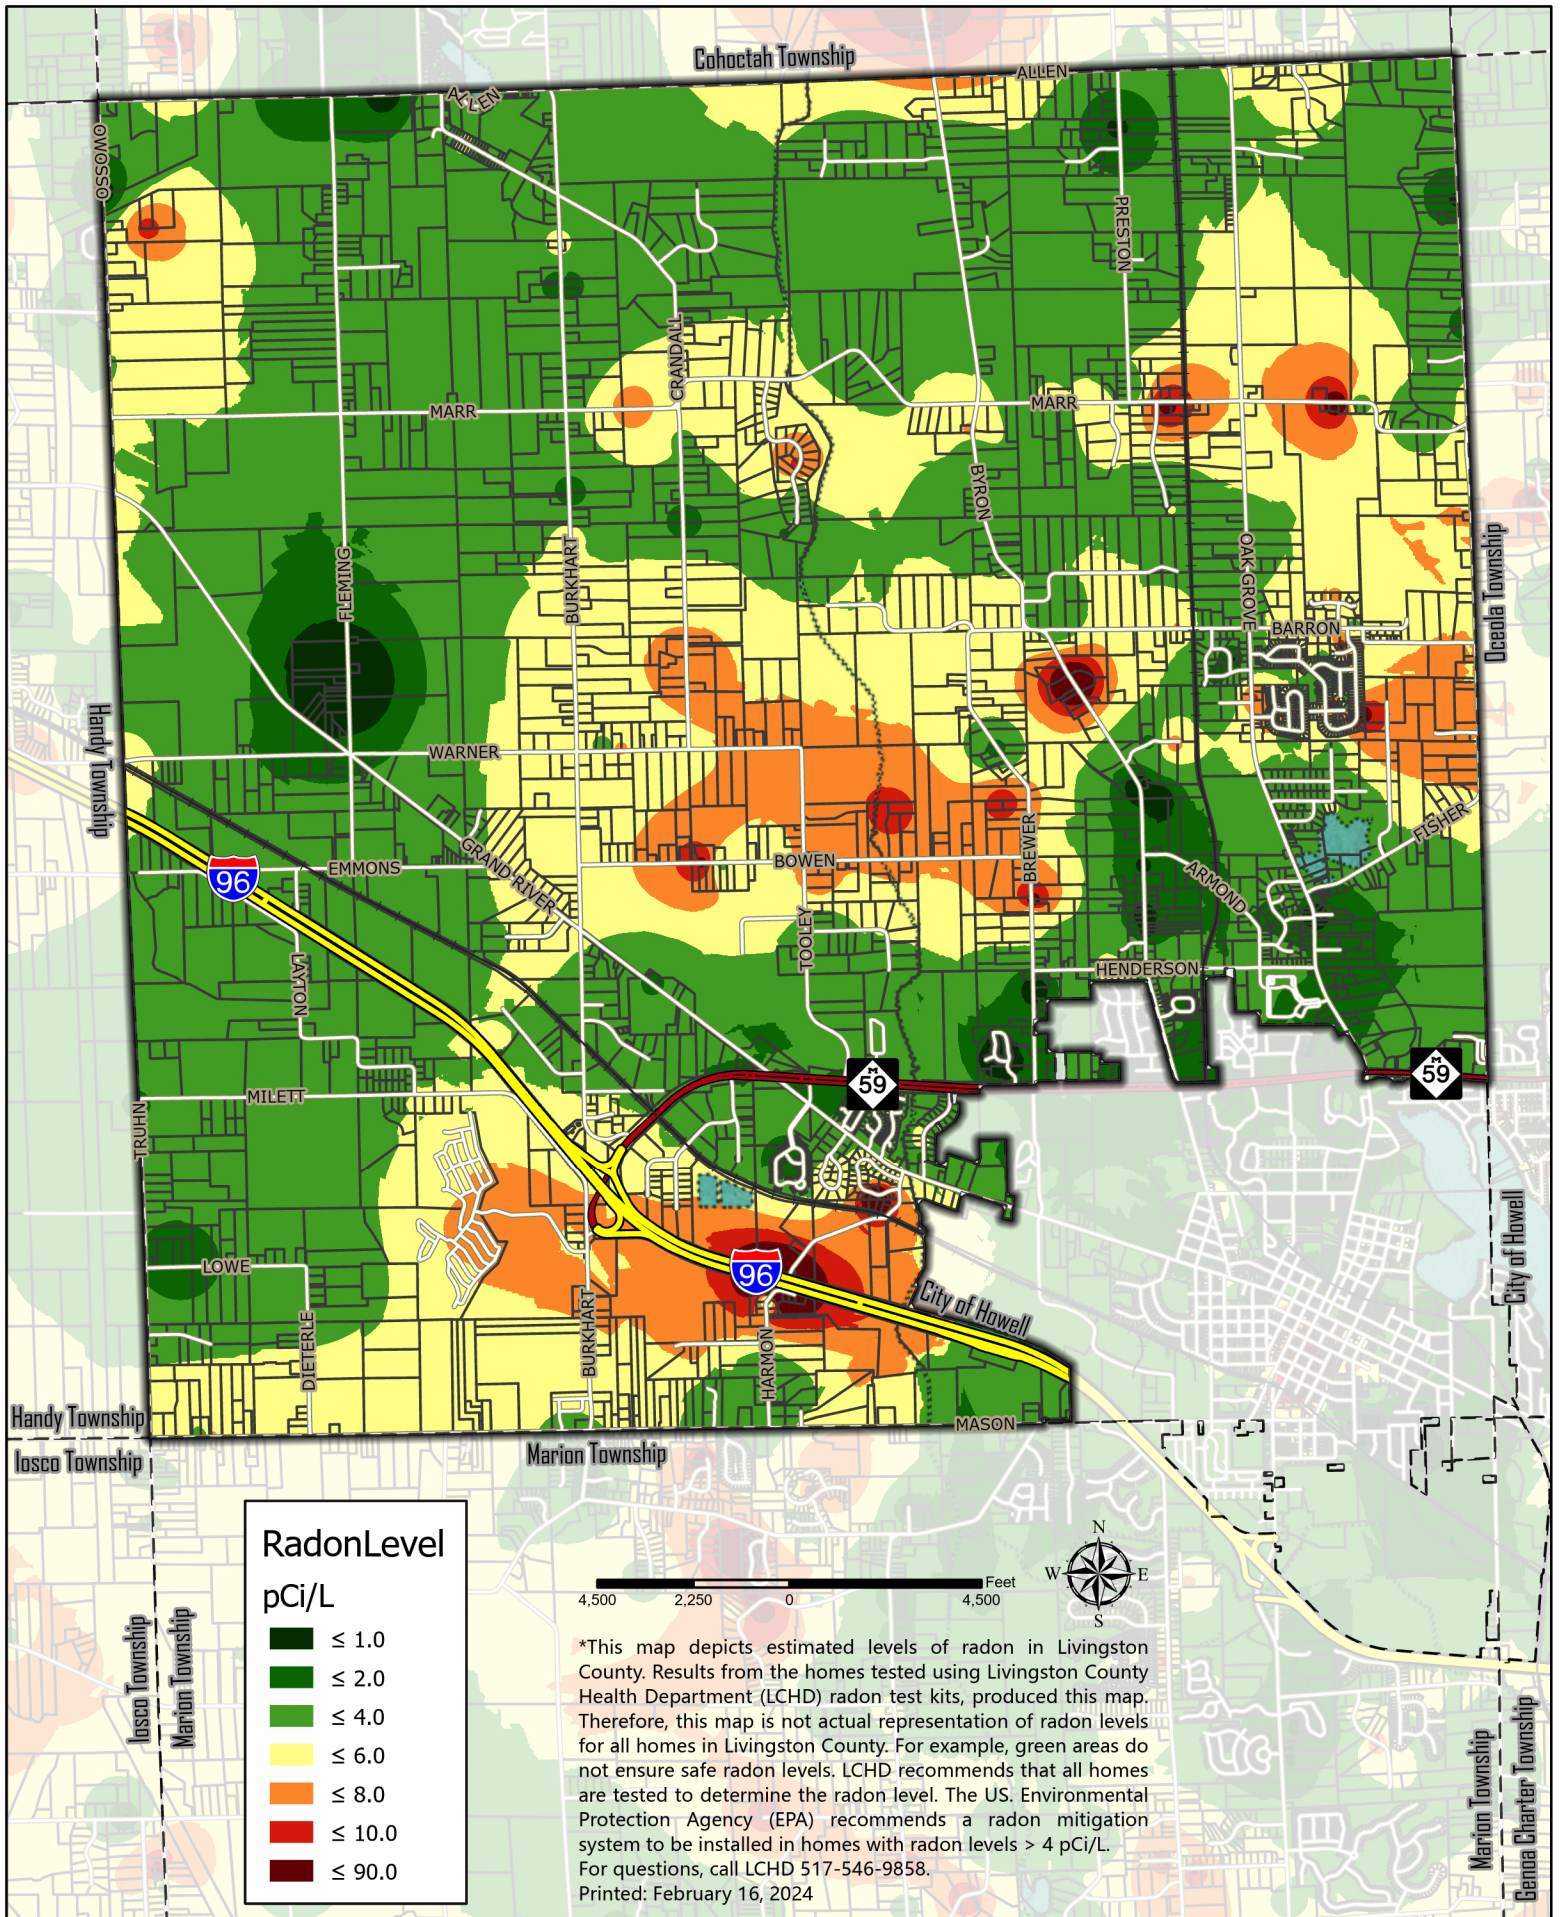 Cohoctah Township
ALLEN
ALLEN
OWOSSO
PRESTON
CRANDALL
MARR
MARR
BYRON
FLEMING
BURKHART
OAK GROVE
Oceola Township
BARRON
Handy Township
WARNER
FISHER
BREWER
GRAND RIVER
BOWEN
EMMONS
96
ARMOND
TOOLEY
LAYTON
HENDERSON
M
59
M
59
MILETT
TRUHN
LOWE
96
City of Howell
City of Howell
DIETERLE
BURKHART
HARMON
MASON
Handy Township
Iosco Township
Marion Township
RadonLevel
pCi/L
≤ 1.0
≤ 2.0
≤ 4.0
≤ 6.0
≤ 8.0
≤ 10.0
≤ 90.0
Iosco Township
Marion Township
Feet
4,500 2,250 0 4,500
N
W E
S
*This map depicts estimated levels of radon in Livingston
County. Results from the homes tested using Livingston County
Health Department (LCHD) radon test kits, produced this map.
Therefore, this map is not actual representation of radon levels
for all homes in Livingston County. For example, green areas do
not ensure safe radon levels. LCHD recommends that all homes
are tested to determine the radon level. The US. Environmental
Protection Agency (EPA) recommends a radon mitigation
system to be installed in homes with radon levels > 4 pCi/L.
For questions, call LCHD 517-546-9858.
Printed: February 16, 2024
Marion Township
Genoa Charter Township